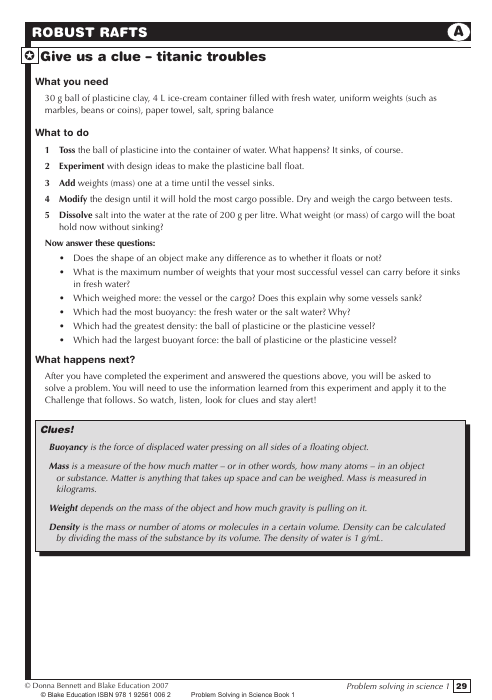 ROBUST RAFTS
A
Give us a clue – titanic troubles
What you need
30 g ball of plasticine clay, 4 L ice-cream container filled with fresh water, uniform weights (such as
marbles, beans or coins), paper towel, salt, spring balance
What to do
1 Toss the ball of plasticine into the container of water. What happens? It sinks, of course.
2 Experiment with design ideas to make the plasticine ball float.
3 Add weights (mass) one at a time until the vessel sinks.
4 Modify the design until it will hold the most cargo possible. Dry and weigh the cargo between tests.
5 Dissolve salt into the water at the rate of 200 g per litre. What weight (or mass) of cargo will the boat
hold now without sinking?
Now answer these questions:
• Does the shape of an object make any difference as to whether it floats or not?
• What is the maximum number of weights that your most successful vessel can carry before it sinks
in fresh water?
• Which weighed more: the vessel or the cargo? Does this explain why some vessels sank?
• Which had the most buoyancy: the fresh water or the salt water? Why?
• Which had the greatest density: the ball of plasticine or the plasticine vessel?
• Which had the largest buoyant force: the ball of plasticine or the plasticine vessel?
What happens next?
After you have completed the experiment and answered the questions above, you will be asked to
solve a problem. You will need to use the information learned from this experiment and apply it to the
Challenge that follows. So watch, listen, look for clues and stay alert!
Clues!
Buoyancy is the force of displaced water pressing on all sides of a floating object.
Mass is a measure of the how much matter – or in other words, how many atoms – in an object
or substance. Matter is anything that takes up space and can be weighed. Mass is measured in
kilograms.
Weight depends on the mass of the object and how much gravity is pulling on it.
Density is the mass or number of atoms or molecules in a certain volume. Density can be calculated
by dividing the mass of the substance by its volume. The density of water is 1 g/mL.
© Donna Bennett and Blake Education 2007
Problem solving in science 1 29
© Blake Education ISBN 978 1 92561 006 2 Problem Solving in Science Book 1